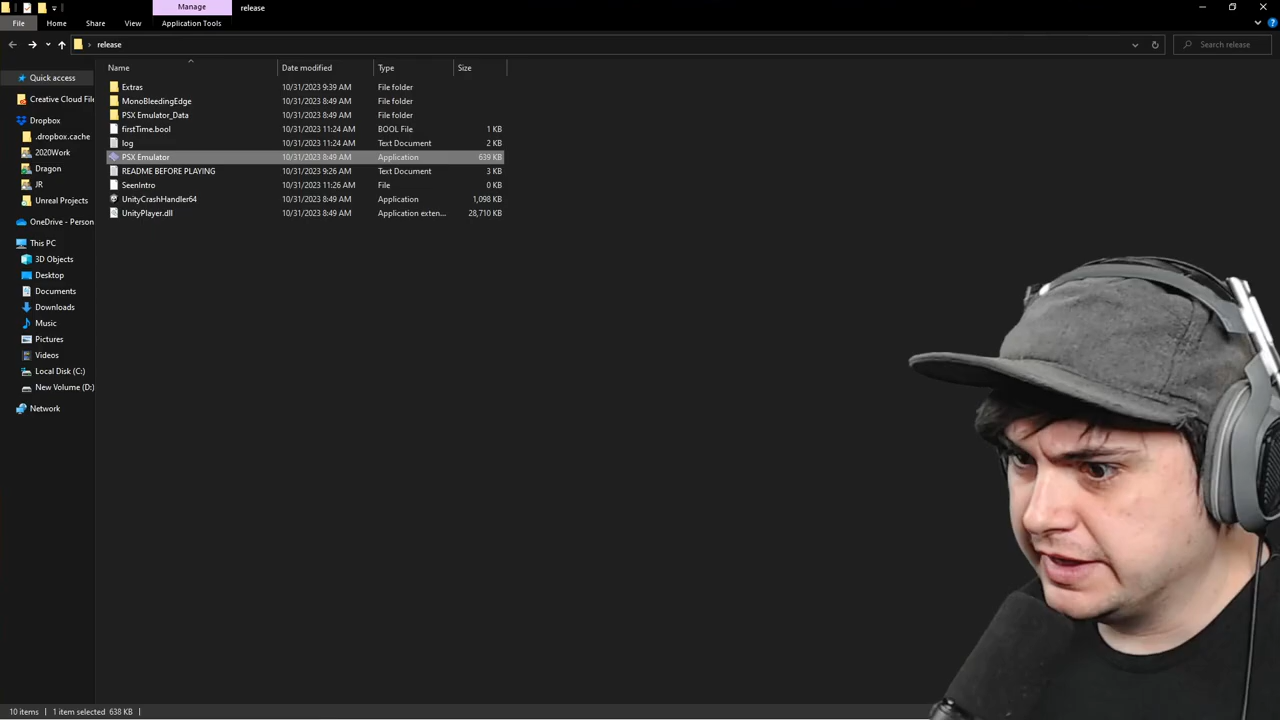 Manage
release
File
Home
Share
View
Application Tools
release
Search release
Name
Date modified
Type
Size
Quick access
Creative Cloud File
Dropbox
.dropbox.cache
2020Work
Dragon
JR
Unreal Projects
OneDrive - Person
This PC
3D Objects
Desktop
Documents
Downloads
Music
Pictures
Videos
Local Disk (C:)
New Volume (D:)
Network
Extras 10/31/2023 9:39 AM File folder
MonoBleedingEdge 10/31/2023 8:49 AM File folder
PSX Emulator_Data 10/31/2023 8:49 AM File folder
firstTime.bool 10/31/2023 11:24 AM BOOL File 1 KB
log 10/31/2023 11:24 AM Text Document 2 KB
PSX Emulator 10/31/2023 8:49 AM Application 639 KB
README BEFORE PLAYING 10/31/2023 9:26 AM Text Document 3 KB
SeenIntro 10/31/2023 11:26 AM File 0 KB
UnityCrashHandler64 10/31/2023 8:49 AM Application 1,098 KB
UnityPlayer.dll 10/31/2023 8:49 AM Application exten... 28,710 KB
10 items
1 item selected 638 KB